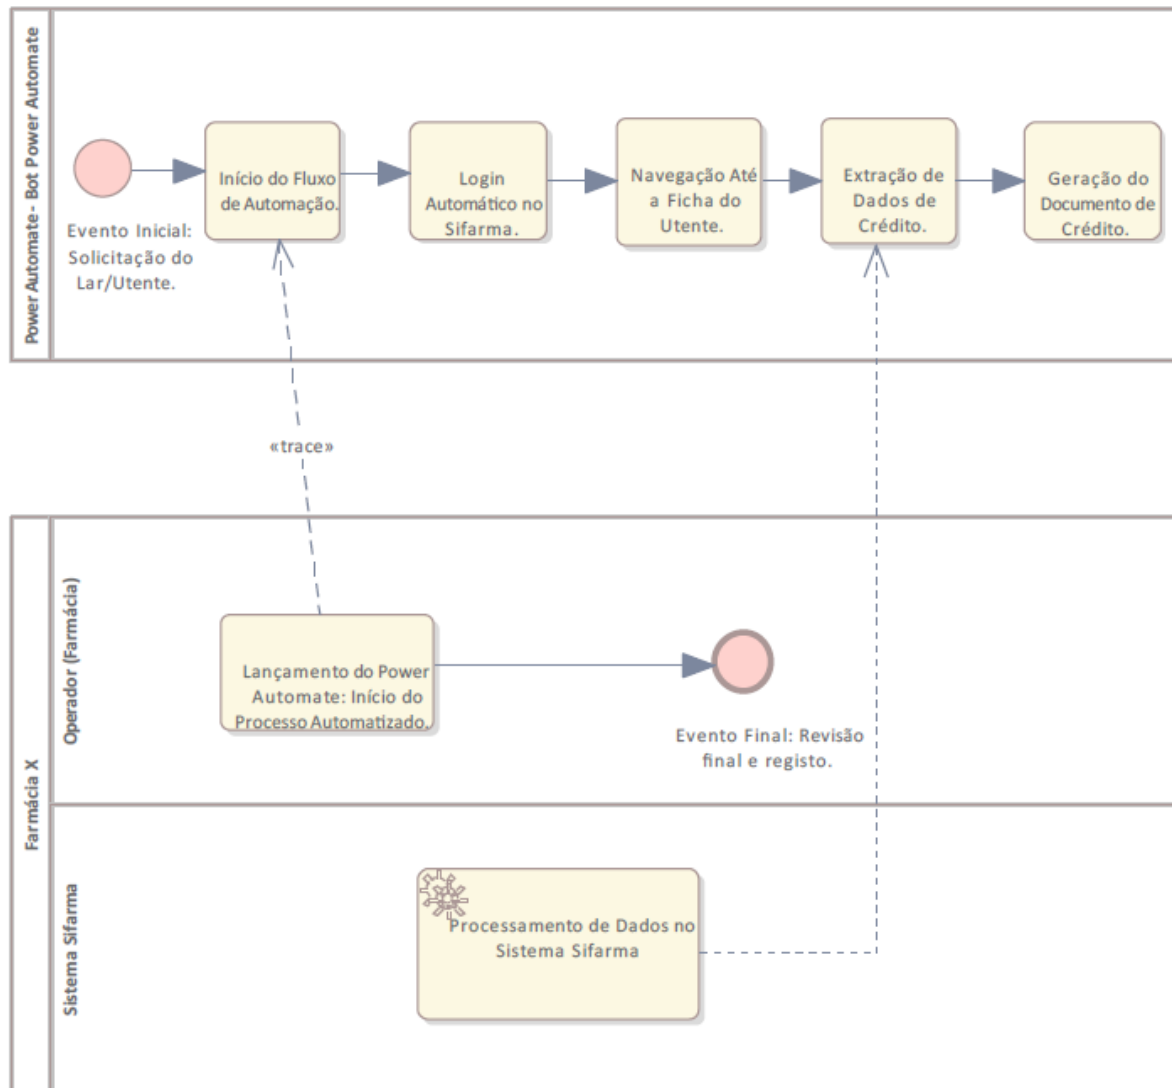 Power Automate- Bot Power Automate
Evento Inicial:
Solicitação do
Lar/Utente.
Início do Fluxo
de Automação.
Login
Automático no
Sifarma.
Navegação Até
a Ficha do
Utente.
Extração de
Dados de
Crédito.
Geração do
Documento de
Crédito.
«trace»
Farmácia X
Operador (Farmácia)
Lançamento do Power
Automate: Início do
Processo Automatizado.
Evento Final: Revisão
final e registo.
Sistema Sifarma
Processamento de Dados no
Sistema Sifarma